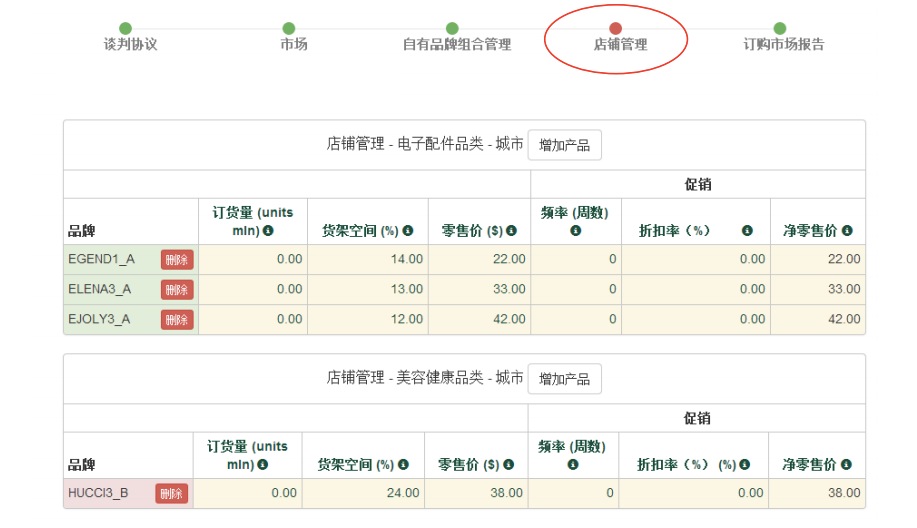 谈判协议 市场 自有品牌组合管理 店铺管理 订购市场报告
店铺管理 - 电子配件品类 - 城市 增加产品
促销
品牌 订货量 (units mln) 货架空间 (%) 零售价 ($) 频率 (周数) 折扣率（%） 净零售价
EGEND1_A 删除 0.00 14.00 22.00 0 0.00 22.00
ELENA3_A 删除 0.00 13.00 33.00 0 0.00 33.00
EJOLY3_A 删除 0.00 12.00 42.00 0 0.00 42.00
店铺管理 - 美容健康品类 - 城市 增加产品
促销
品牌 订货量 (units mln) 货架空间 (%) 零售价 ($) 频率 (周数) 折扣率（%） (%) 净零售价
HUCCI3_B 删除 0.00 24.00 38.00 0 0.00 38.00